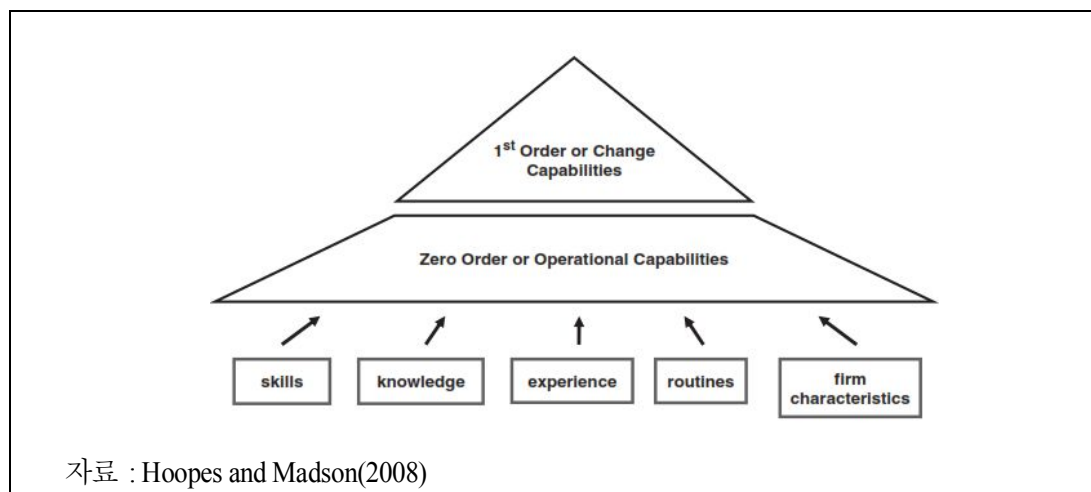 1st Order or Change
Capabilities
Zero Order or Operational Capabilities
skills
knowledge
experience
routines
firm
characteristics
자료 : Hoopes and Madson(2008)